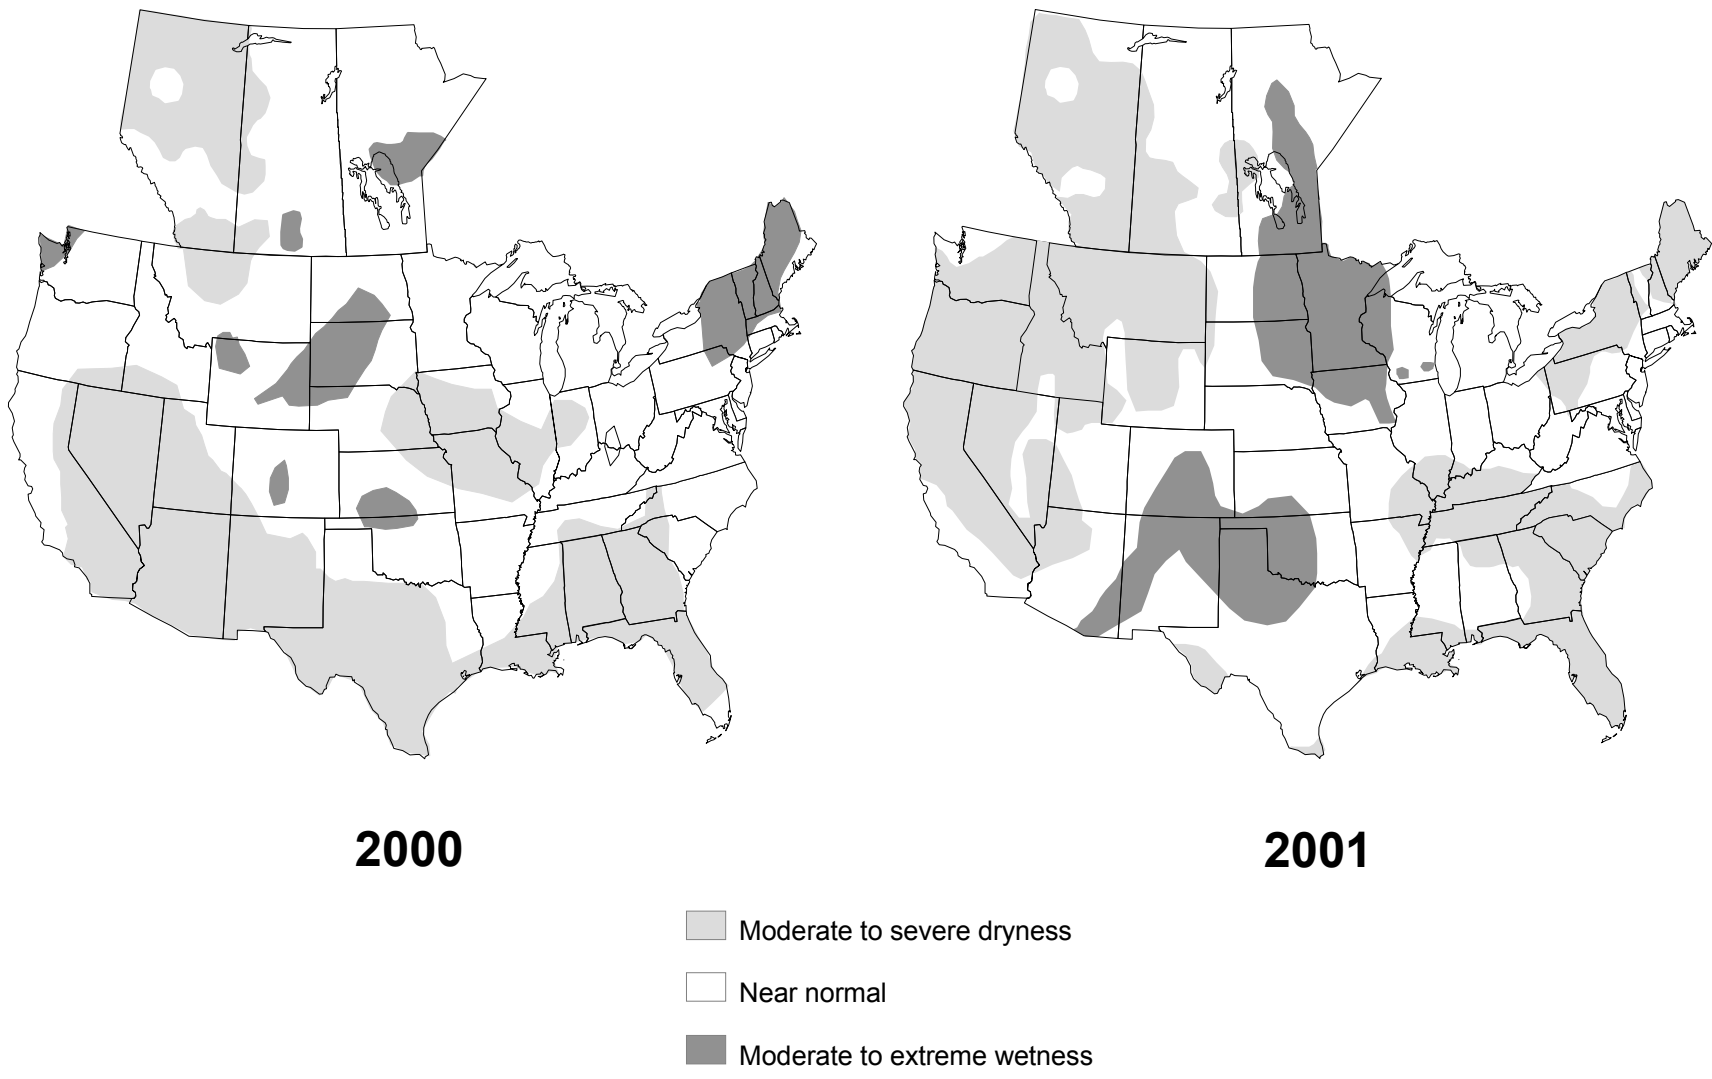 2000
2001
Moderate to severe dryness
Near normal
Moderate to extreme wetness